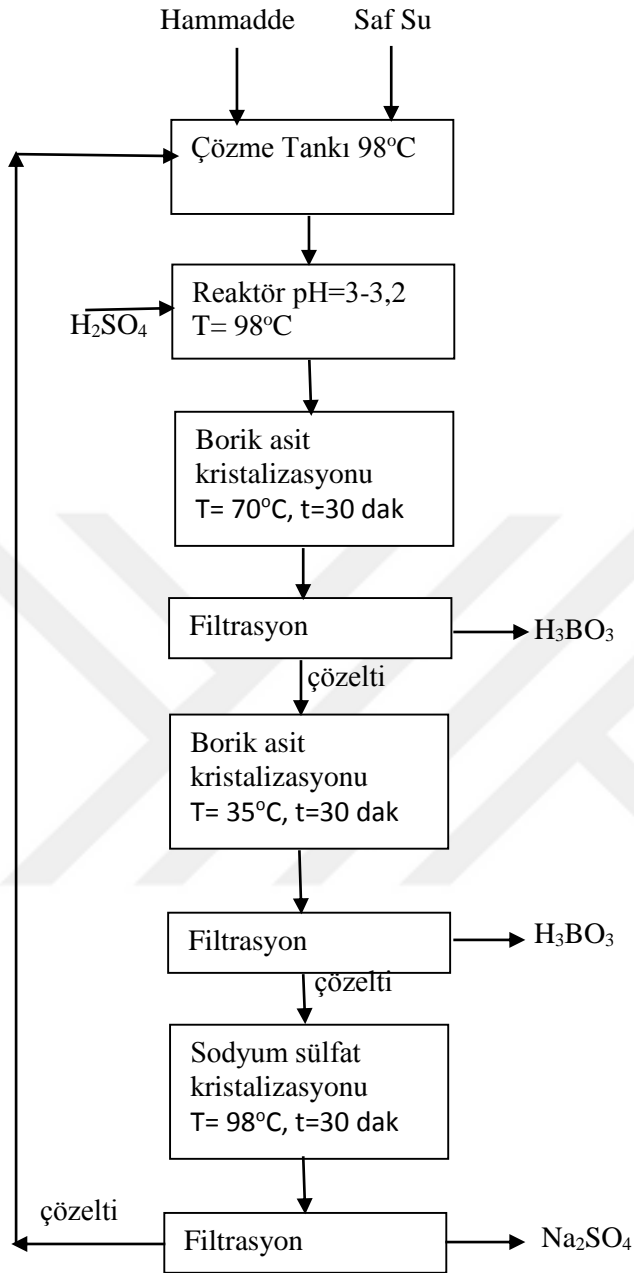 Hammadde
Saf Su
Çözme Tankı 98°C
Reaktör pH=3-3,2
T= 98°C
H₂SO₄
Borik asit
kristalizasyonu
T= 70°C, t=30 dak
Filtrasyon
H₃BO₃
çözelti
Borik asit
kristalizasyonu
T= 35°C, t=30 dak
Filtrasyon
H₃BO₃
çözelti
Sodyum sülfat
kristalizasyonu
T= 98°C, t=30 dak
çözelti
Filtrasyon
Na₂SO₄